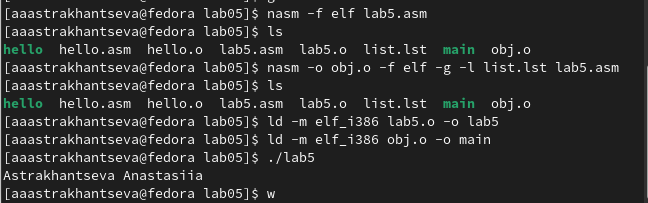 [aaastrakhantseva@fedora lab05]$ nasm -f elf lab5.asm
[aaastrakhantseva@fedora lab05]$ ls
hello hello.asm hello.o lab5.asm lab5.o list.lst main obj.o
[aaastrakhantseva@fedora lab05]$ nasm -o obj.o -f elf -g -l list.lst lab5.asm
[aaastrakhantseva@fedora lab05]$ ls
hello hello.asm hello.o lab5.asm lab5.o list.lst main obj.o
[aaastrakhantseva@fedora lab05]$ ld -m elf_i386 lab5.o -o lab5
[aaastrakhantseva@fedora lab05]$ ld -m elf_i386 obj.o -o main
[aaastrakhantseva@fedora lab05]$ ./lab5
Astrakhantseva Anastasiia
[aaastrakhantseva@fedora lab05]$ w